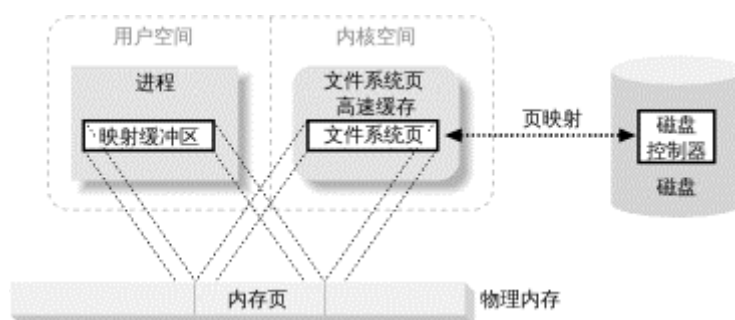 用户空间
内核空间
进程
映射缓冲区
文件系统页
高速缓存
文件系统页
页映射
磁盘
控制器
磁盘
内存页
物理内存